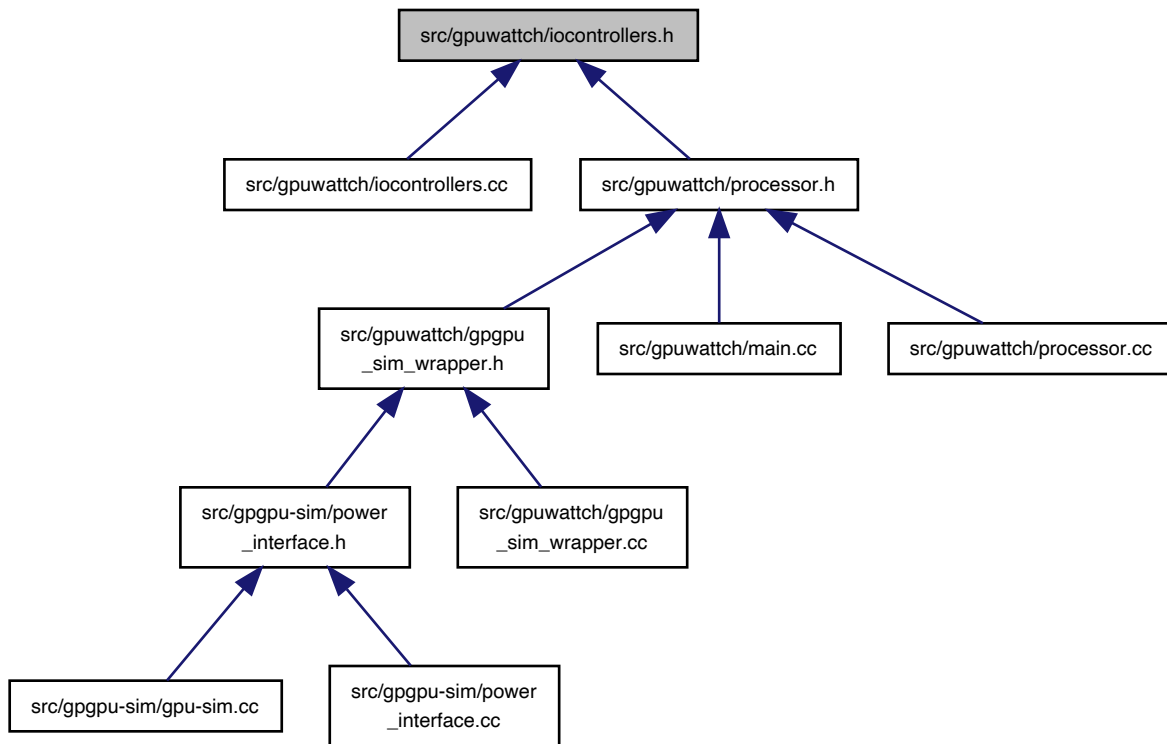 src/gpuwattch/iocontrollers.h
src/gpuwattch/iocontrollers.cc
src/gpuwattch/processor.h
src/gpuwattch/gpgpu
_sim_wrapper.h
src/gpuwattch/main.cc
src/gpuwattch/processor.cc
src/gpgpu-sim/power
_interface.h
src/gpuwattch/gpgpu
_sim_wrapper.cc
src/gpgpu-sim/gpu-sim.cc
src/gpgpu-sim/power
_interface.cc